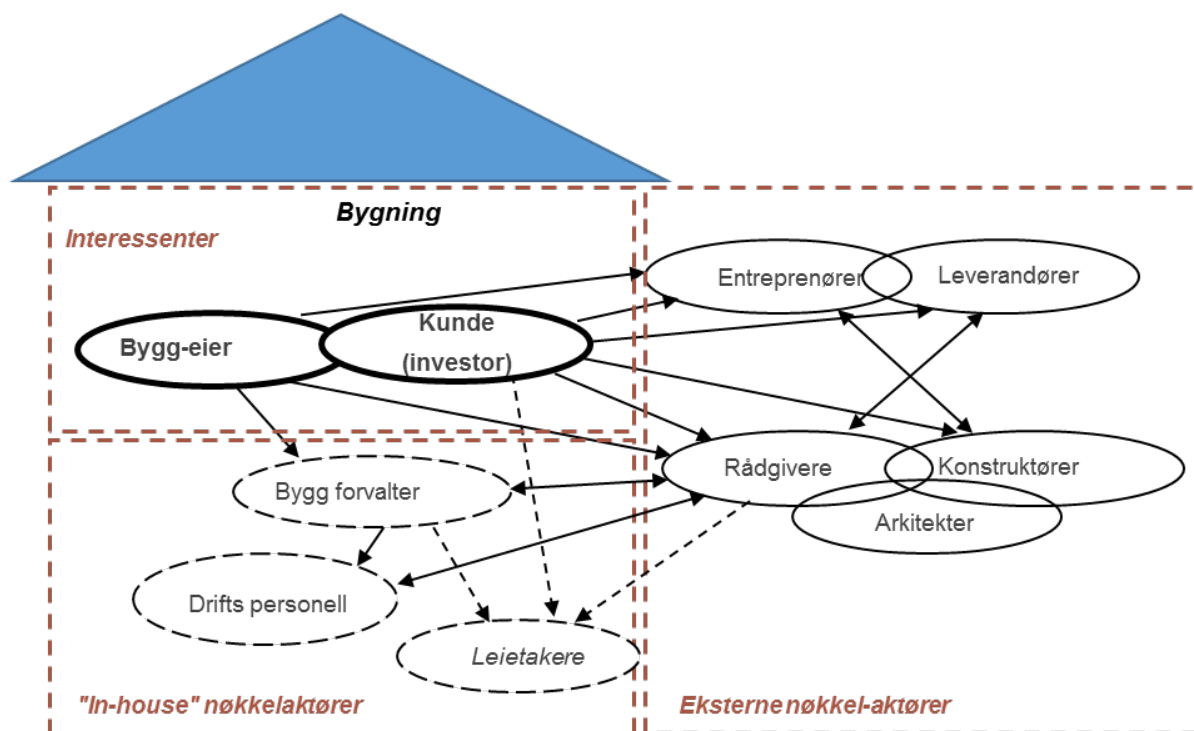 Bygning
Interessenter
Entreprenører
Leverandører
Bygg-eier
Kunde
(investor)
Rådgivere
Konstruktører
Arkitekter
Bygg forvalter
Drifts personell
Leietakere
"In-house" nøkkelaktører
Eksterne nøkkel-aktører